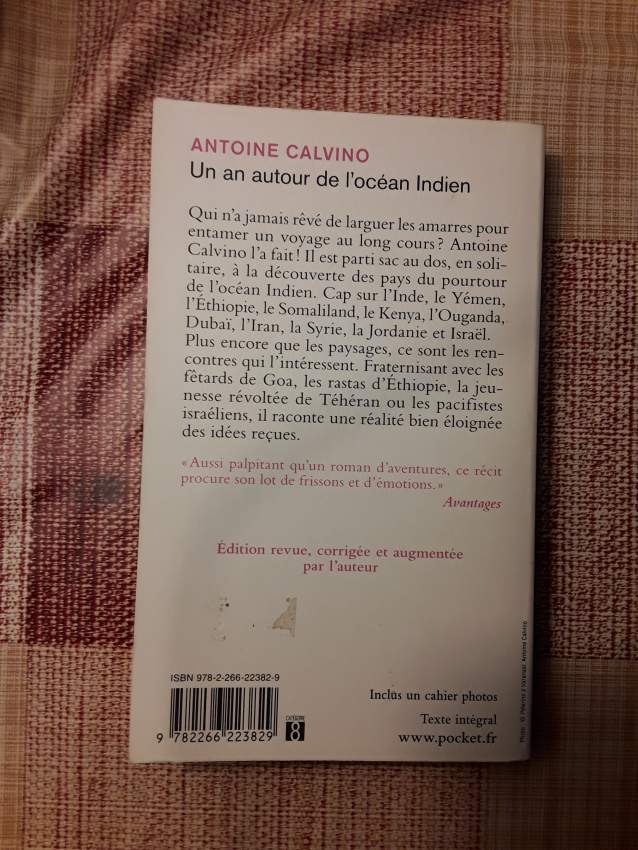 ANTOINE CALVINO
Un an autour de l'océan Indien
Qui n'a jamais rêvé de larguer les amarres pour
entamer un voyage au long cours ? Antoine
Calvino l'a fait ! Il est parti sac au dos, en soli-
taire, à la découverte des pays du pourtour
de l'océan Indien. Cap sur l'Inde, le Yémen,
l'Éthiopie, le Somaliland, le Kenya, l'Ouganda,
Dubaï, l'Iran, la Syrie, la Jordanie et Israël.
Plus encore que les paysages, ce sont les ren-
contres qui l'intéressent. Fraternisant avec les
fêtards de Goa, les rastas d'Éthiopie, la jeu-
nesse révoltée de Téhéran ou les pacifistes
israéliens, il raconte une réalité bien éloignée
des idées reçues.
« Aussi palpitant qu'un roman d'aventures, ce récit
procure son lot de frissons et d'émotions. »
Avantages
Édition revue, corrigée et augmentée
par l'auteur
ISBN 978-2-266-22382-9
9 782266 223829
CATÉGORIE
8
Inclus un cahier photos
Texte intégral
www.pocket.fr
Antoine Calvino